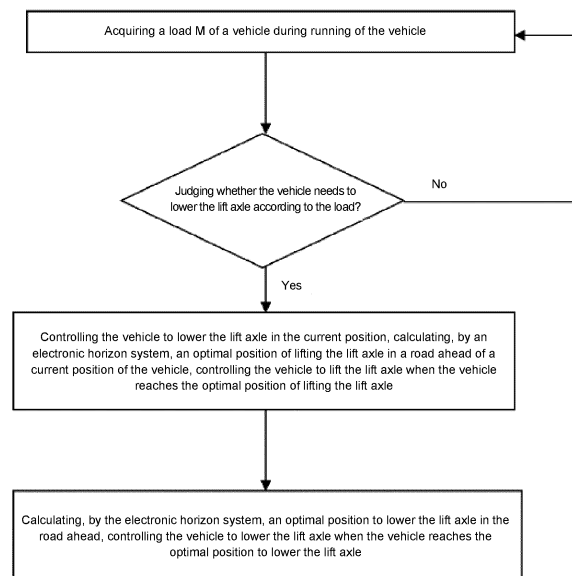 Acquiring a load M of a vehicle during running of the vehicle
Judging whether the vehicle needs to
lower the lift axle according to the load?
No
Yes
Controlling the vehicle to lower the lift axle in the current position, calculating, by an
electronic horizon system, an optimal position of lifting the lift axle in a road ahead of a
current position of the vehicle, controlling the vehicle to lift the lift axle when the vehicle
reaches the optimal position of lifting the lift axle
Calculating, by the electronic horizon system, an optimal position to lower the lift axle in the
road ahead, controlling the vehicle to lower the lift axle when the vehicle reaches the
optimal position to lower the lift axle